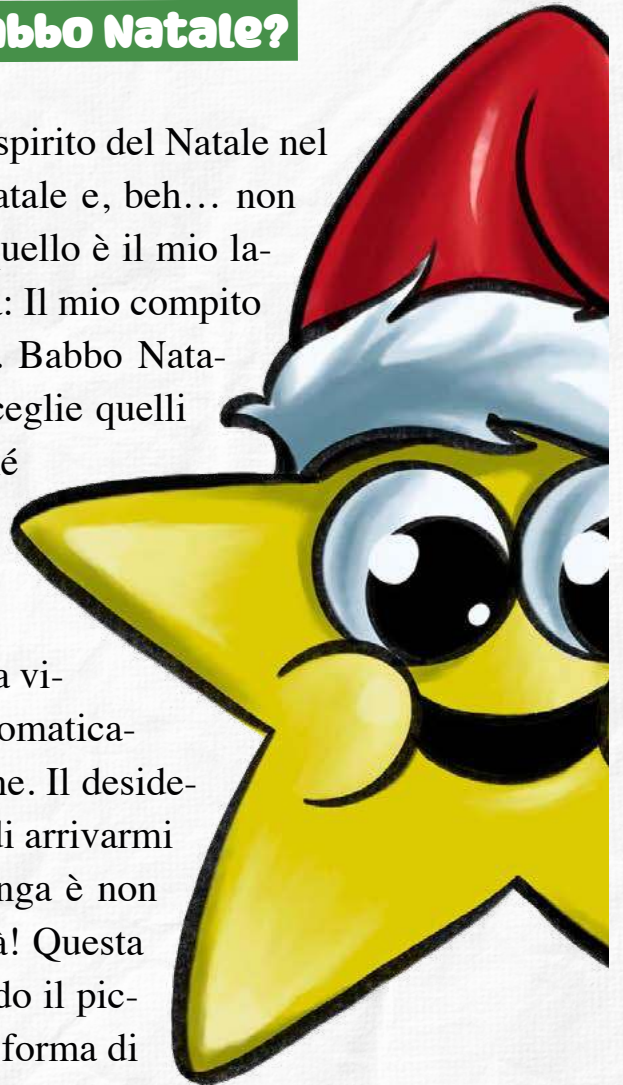 abbo Natale?
spirito del Natale nel
atale e, beh… non
uello è il mio la-
: Il mio compito
. Babbo Nata-
ceglie quelli
é
a vi-
omatica-
ne. Il deside-
di arrivarmi
nga è non
à! Questa
do il pic-
forma di